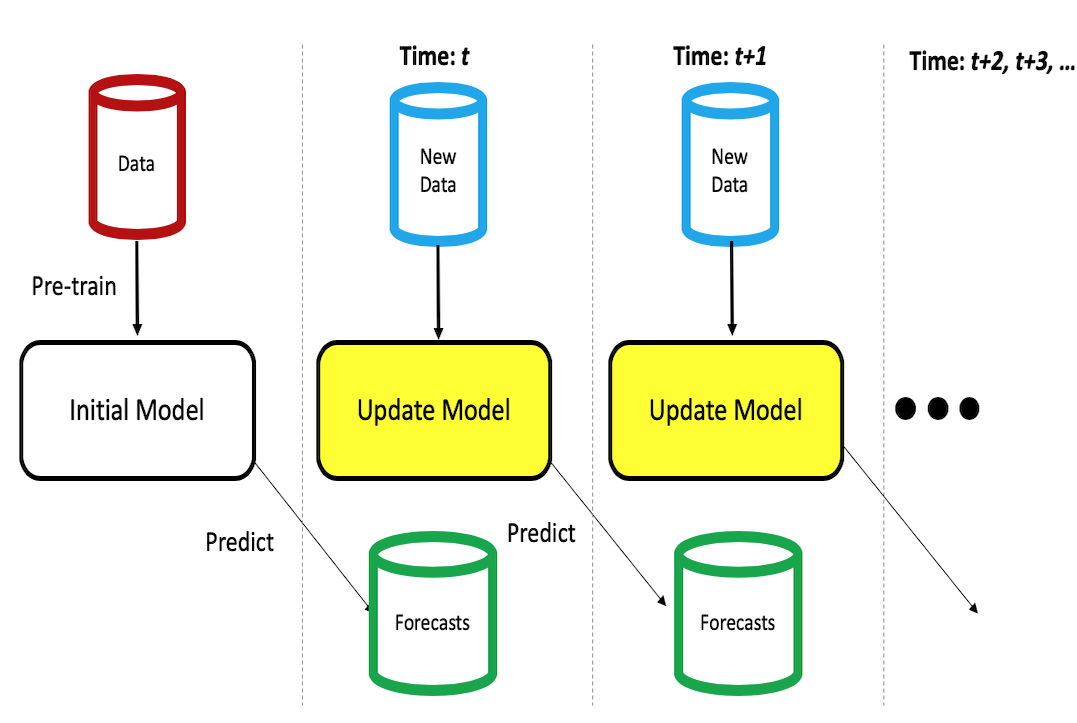 Time: t
Time: t+1
Time: t+2, t+3, ...
Data
New
Data
New
Data
Pre-train
Initial Model
Update Model
Update Model
Predict
Predict
Forecasts
Forecasts